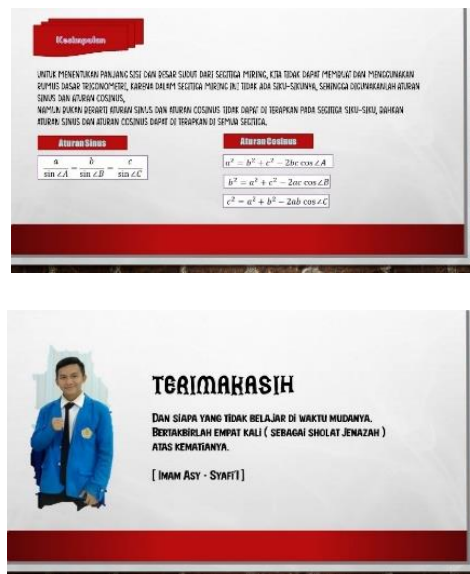 Kesimpulan
UNTUK MENENTUKAN PANJANG SISI DAN BESAR SUDUT DARI SEGITIGA MIRING, KITA TIDAK DAPAT MEMBUAT DAN MENGGUNAKAN
RUMUS DASAR TRIGONOMETRI, KARENA DALAM SEGITIGA MIRING INI TIDAK ADA SIKU-SIKUNYA, SEHINGGA DIGUNAKANLAH ATURAN
SINUS DAN ATURAN COSINUS,
NAMUN BUKAN BERARTI ATURAN SINUS DAN ATURAN COSINUS TIDAK DAPAT DI TERAPKAN PADA SEGITIGA SIKU-SIKU, BAHKAN
ATURAN SINUS DAN ATURAN COSINUS DAPAT DI TERAPKAN DI SEMUA SEGITIGA.
Aturan Sinus
a / sin ∠A = b / sin ∠B = c / sin ∠C
Aturan Cosinus
a² = b² + c² − 2bc cos ∠A
b² = a² + c² − 2ac cos ∠B
c² = a² + b² − 2ab cos ∠C
TERIMAKASIH
DAN SIAPA YANG TIDAK BELAJAR DI WAKTU MUDANYA.
BERTAKBIRLAH EMPAT KALI ( SEBAGAI SHOLAT JENAZAH )
ATAS KEMATIANYA.
[ IMAM ASY - SYAFI'I ]